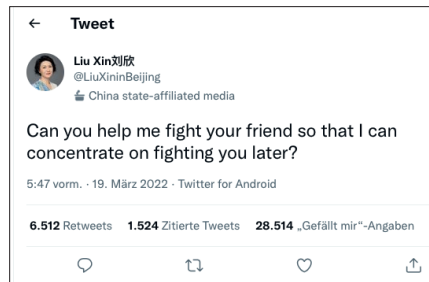 Tweet
Liu Xin刘欣
@LiuXininBeijing
China state-affiliated media
Can you help me fight your friend so that I can
concentrate on fighting you later?
5:47 vorm. · 19. März 2022 · Twitter for Android
6.512 Retweets 1.524 Zitierte Tweets 28.514 „Gefällt mir“-Angaben